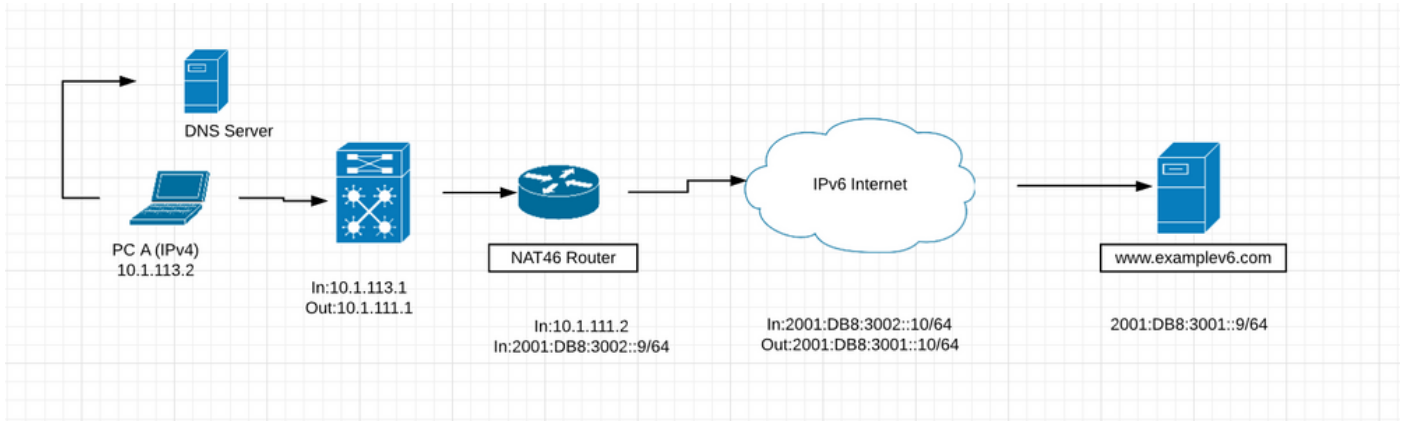 DNS Server
PC A (IPv4)
10.1.113.2
In:10.1.113.1
Out:10.1.111.1
NAT46 Router
In:10.1.111.2
In:2001:DB8:3002::9/64
IPv6 Internet
In:2001:DB8:3002::10/64
Out:2001:DB8:3001::10/64
www.examplev6.com
2001:DB8:3001::9/64